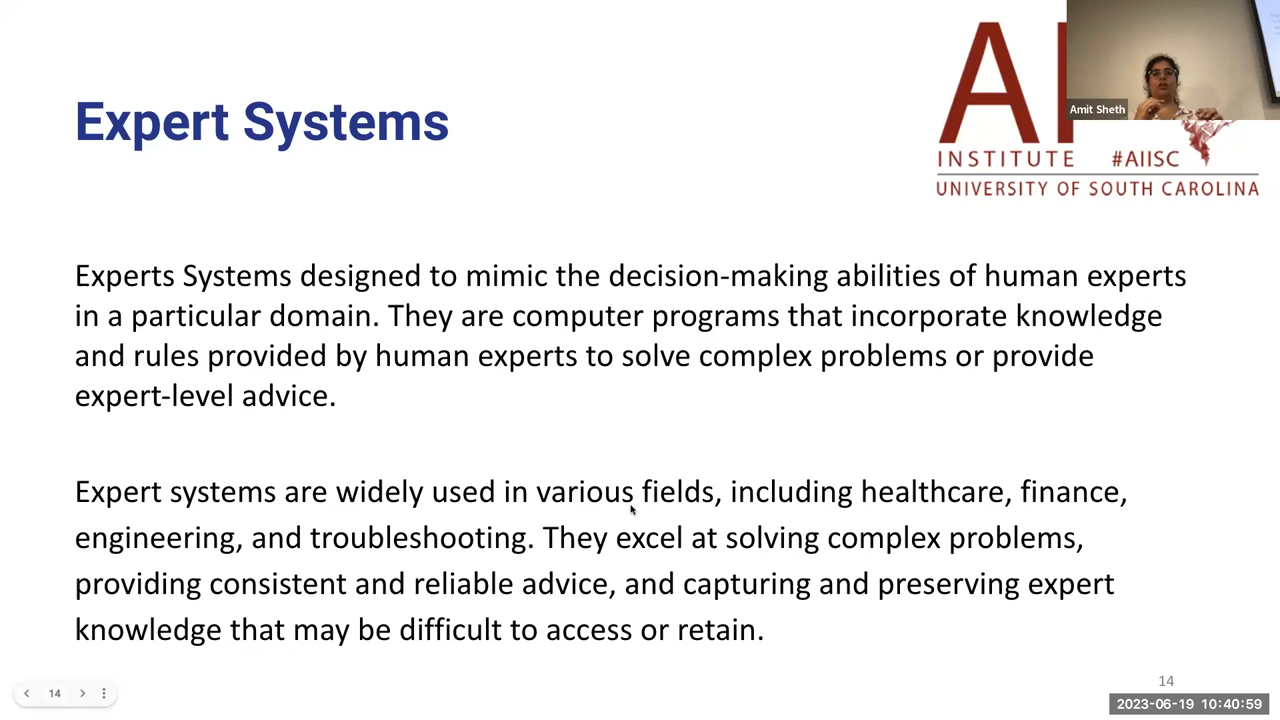 AI
Amit Sheth
INSTITUTE #AIISC
UNIVERSITY OF SOUTH CAROLINA
Expert Systems
Experts Systems designed to mimic the decision-making abilities of human experts
in a particular domain. They are computer programs that incorporate knowledge
and rules provided by human experts to solve complex problems or provide
expert-level advice.
Expert systems are widely used in various fields, including healthcare, finance,
engineering, and troubleshooting. They excel at solving complex problems,
providing consistent and reliable advice, and capturing and preserving expert
knowledge that may be difficult to access or retain.
14
14
2023-06-19 10:40:59